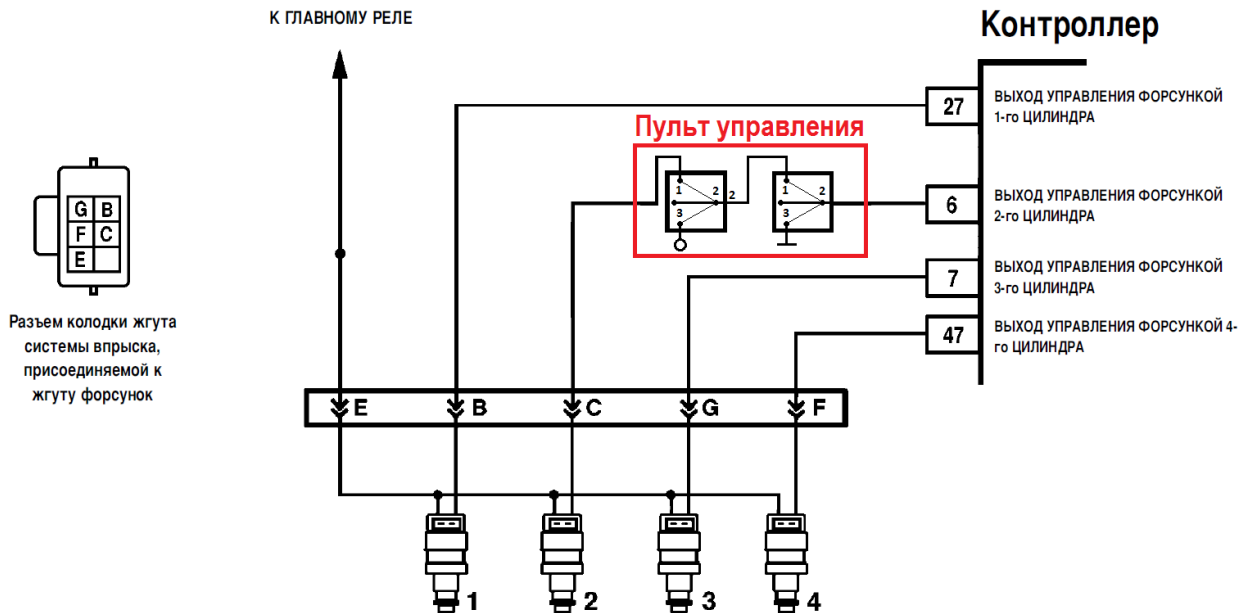 К ГЛАВНОМУ РЕЛЕ
Контроллер
27
ВЫХОД УПРАВЛЕНИЯ ФОРСУНКОЙ
1-го ЦИЛИНДРА
Пульт управления
1
2
3
2
1
2
3
6
ВЫХОД УПРАВЛЕНИЯ ФОРСУНКОЙ
2-го ЦИЛИНДРА
7
ВЫХОД УПРАВЛЕНИЯ ФОРСУНКОЙ
3-го ЦИЛИНДРА
47
ВЫХОД УПРАВЛЕНИЯ ФОРСУНКОЙ 4-
го ЦИЛИНДРА
G B
F C
E
Разъем колодки жгута
системы впрыска,
присоединяемой к
жгуту форсунок
E B C G F
1 2 3 4